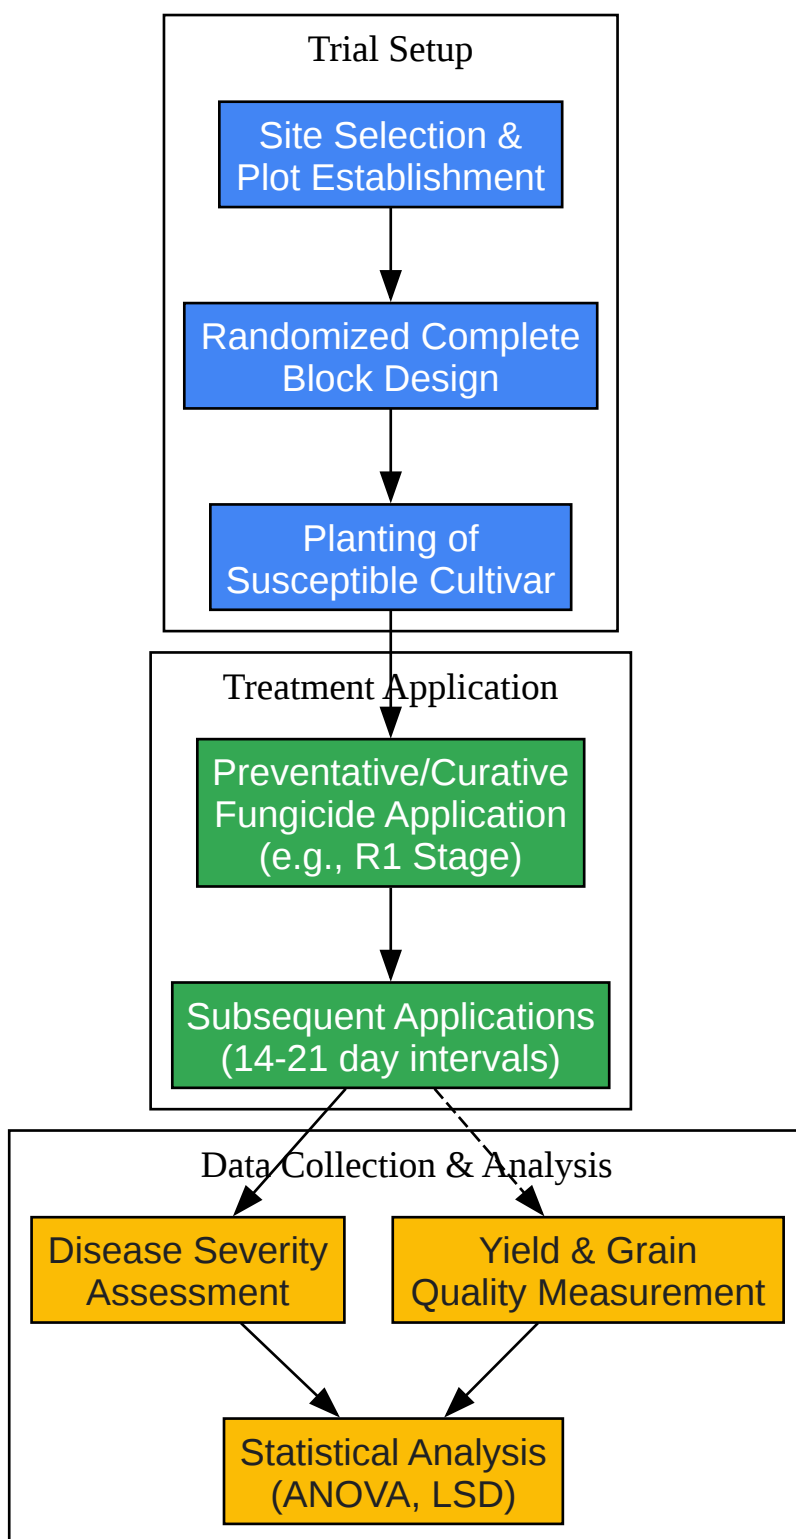 Trial Setup
Site Selection &
Plot Establishment
Randomized Complete
Block Design
Planting of
Susceptible Cultivar
Treatment Application
Preventative/Curative
Fungicide Application
(e.g., R1 Stage)
Subsequent Applications
(14-21 day intervals)
Data Collection & Analysis
Disease Severity
Assessment
Yield & Grain
Quality Measurement
Statistical Analysis
(ANOVA, LSD)